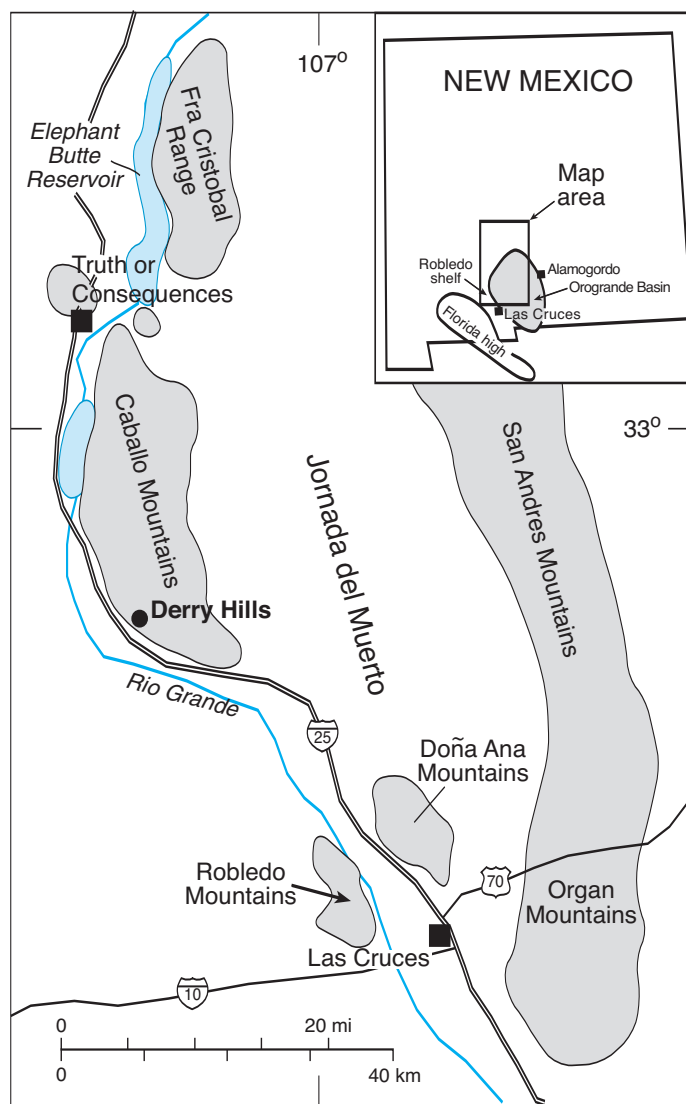 107⁰
NEW MEXICO
Map
area
Robledo
shelf
Alamogordo
Orogrande Basin
Las Cruces
Florida high
Elephant
Butte
Reservoir
Fra Cristobal
Range
Truth or
Consequences
33⁰
Caballo Mountains
Jornada del Muerto
San Andres Mountains
Derry Hills
Rio Grande
25
Doña Ana
Mountains
Robledo
Mountains
70
Organ
Mountains
Las Cruces
10
0
20 mi
0
40 km